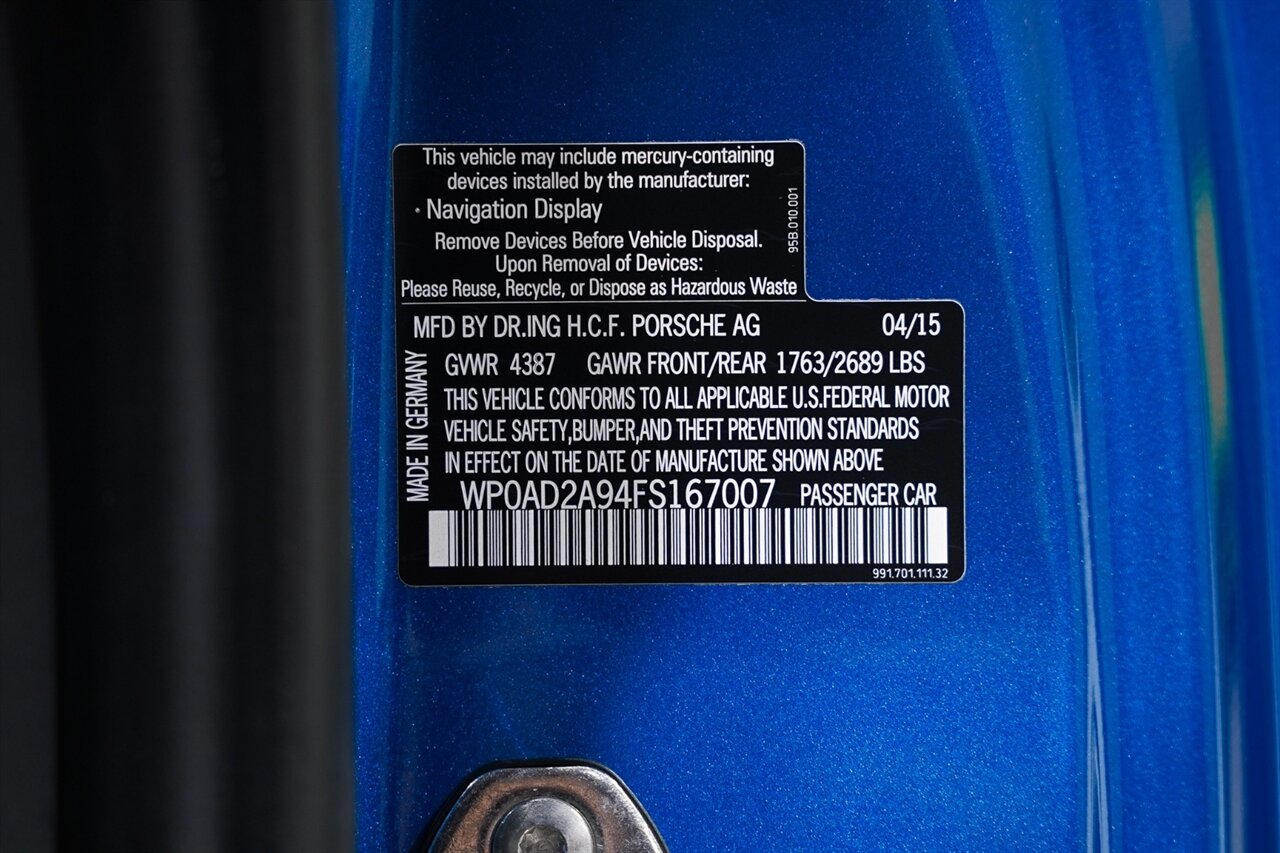 This vehicle may include mercury-containing
devices installed by the manufacturer:
· Navigation Display
Remove Devices Before Vehicle Disposal.
Upon Removal of Devices:
Please Reuse, Recycle, or Dispose as Hazardous Waste
95B.010.001
MFD BY DR.ING H.C.F. PORSCHE AG 04/15
GVWR 4387 GAWR FRONT/REAR 1763/2689 LBS
THIS VEHICLE CONFORMS TO ALL APPLICABLE U.S.FEDERAL MOTOR
VEHICLE SAFETY,BUMPER,AND THEFT PREVENTION STANDARDS
IN EFFECT ON THE DATE OF MANUFACTURE SHOWN ABOVE
MADE IN GERMANY
WP0AD2A94FS167007 PASSENGER CAR
991.701.111.32